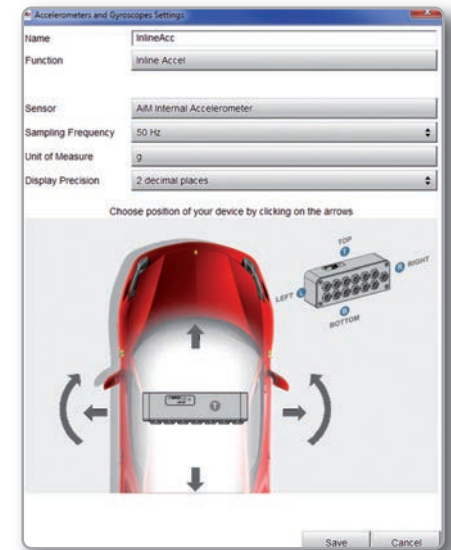 Accelerometers and Gyroscopes Settings
Name InlineAcc
Function Inline Accel
Sensor AiM Internal Accelerometer
Sampling Frequency 50 Hz
Unit of Measure g
Display Precision 2 decimal places
Choose position of your device by clicking on the arrows
TOP
T
R RIGHT
LEFT L
B
BOTTOM
T
Save Cancel